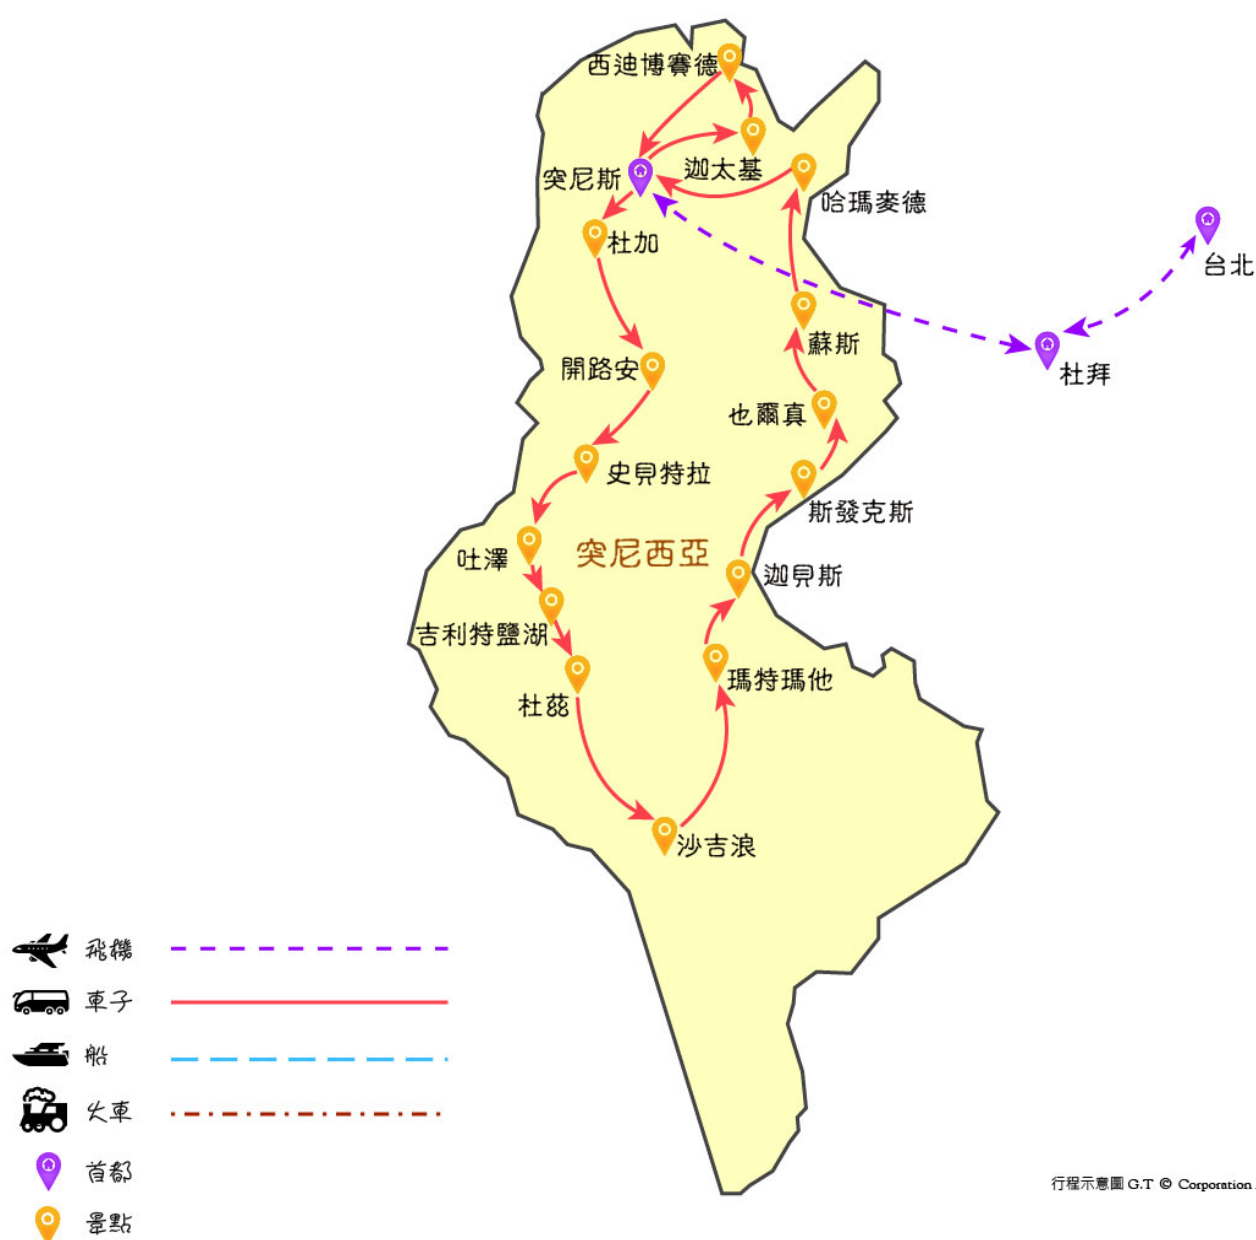 西迪博賽德
迦太基
突尼斯
哈瑪麥德
杜加
台北
蘇斯
開路安
杜拜
也爾真
史貝特拉
斯發克斯
吐澤
突尼西亞
迦貝斯
吉利特鹽湖
瑪特瑪他
杜茲
沙吉浪
飛機
車子
船
火車
首都
景點
行程示意圖 G.T © Corporation